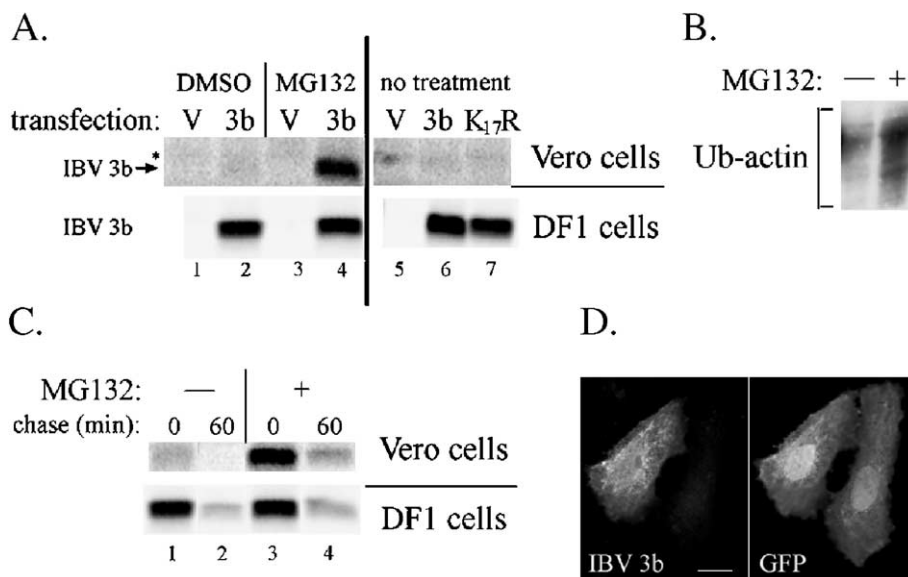 A.
DMSO MG132 no treatment
transfection: V 3b V 3b V 3b K₁₇R
*
IBV 3b Vero cells
IBV 3b DF1 cells
1 2 3 4 5 6 7
B.
MG132: — +
Ub-actin
C.
MG132: — +
chase (min): 0 60 0 60
Vero cells
DF1 cells
1 2 3 4
D.
IBV 3b GFP